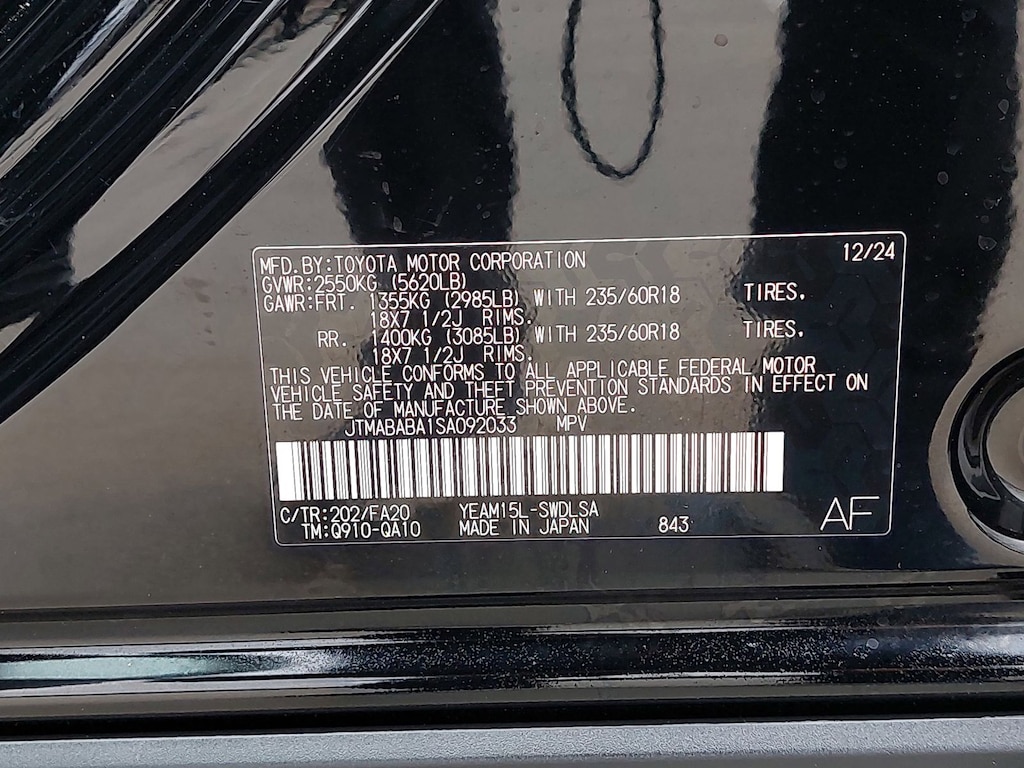 MFD. BY:TOYOTA MOTOR CORPORATION 12/24
GVWR:2550KG (5620LB)
GAWR:FRT. 1355KG (2985LB) WITH 235/60R18 TIRES,
18X7 1/2J RIMS.
RR. 1400KG (3085LB) WITH 235/60R18 TIRES,
18X7 1/2J RIMS.
THIS VEHICLE CONFORMS TO ALL APPLICABLE FEDERAL MOTOR
VEHICLE SAFETY AND THEFT PREVENTION STANDARDS IN EFFECT ON
THE DATE OF MANUFACTURE SHOWN ABOVE.
JTMABABA1SA092033 MPV
C/TR:202/FA20 YEAM15L-SWDLSA
TM:Q910-QA10 MADE IN JAPAN 843 AF